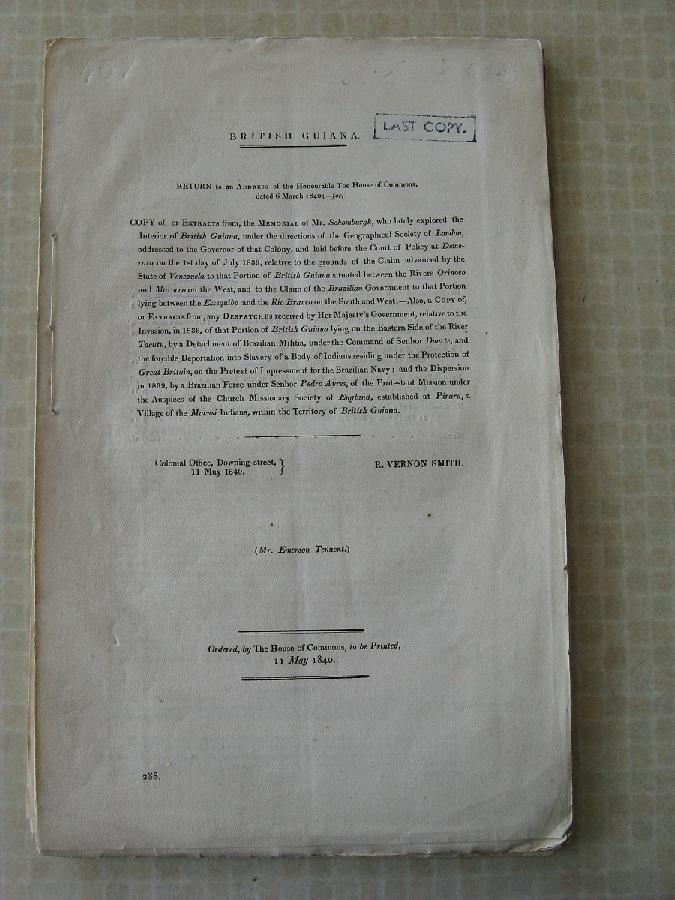 BRITISH GUIANA.
LAST COPY.
RETURN to an ADDRESS of the Honourable The House of Commons,
dated 6 March 1840;—for,
COPY of, or EXTRACTS from, the MEMORIAL of Mr. Schomburgk, who lately explored the
Interior of British Guiana, under the directions of the Geographical Society of London,
addressed to the Governor of that Colony, and laid before the Court of Policy at Deme-
rara on the 1st day of July 1839, relative to the grounds of the Claim advanced by the
State of Venezuela to that Portion of British Guiana situated between the Rivers Orinoco
and Morocco on the West, and to the Claim of the Brazilian Government to that Portion
lying between the Essequibo and the Rio Branco on the South and West:—Also, a Copy of,
or EXTRACTS from, any DESPATCHES received by Her Majesty's Government, relative to the
Invasion, in 1838, of that Portion of British Guiana lying on the Eastern Side of the River
Tacutu, by a Detachment of Brazilian Militia, under the Command of Senhor and
the forcible Deportation into Slavery of a Body of Indians residing under the Protection of
Great Britain, on the Pretext of Impressment for the Brazilian Navy; and the Dispersion
in 1839, by a Brazilian Force under Senhor Pedro Ayres, of the Protestant Mission under
the Auspices of the Church Missionary Society of England, established at Pirara, a
Village of the Macusi Indians, within the Territory of British Guiana.
Colonial Office, Downing-street, }
11 May 1840. }
R. VERNON SMITH.
(Mr. Emerson Tennent.)
Ordered, by The House of Commons, to be Printed,
11 May 1840.
288.